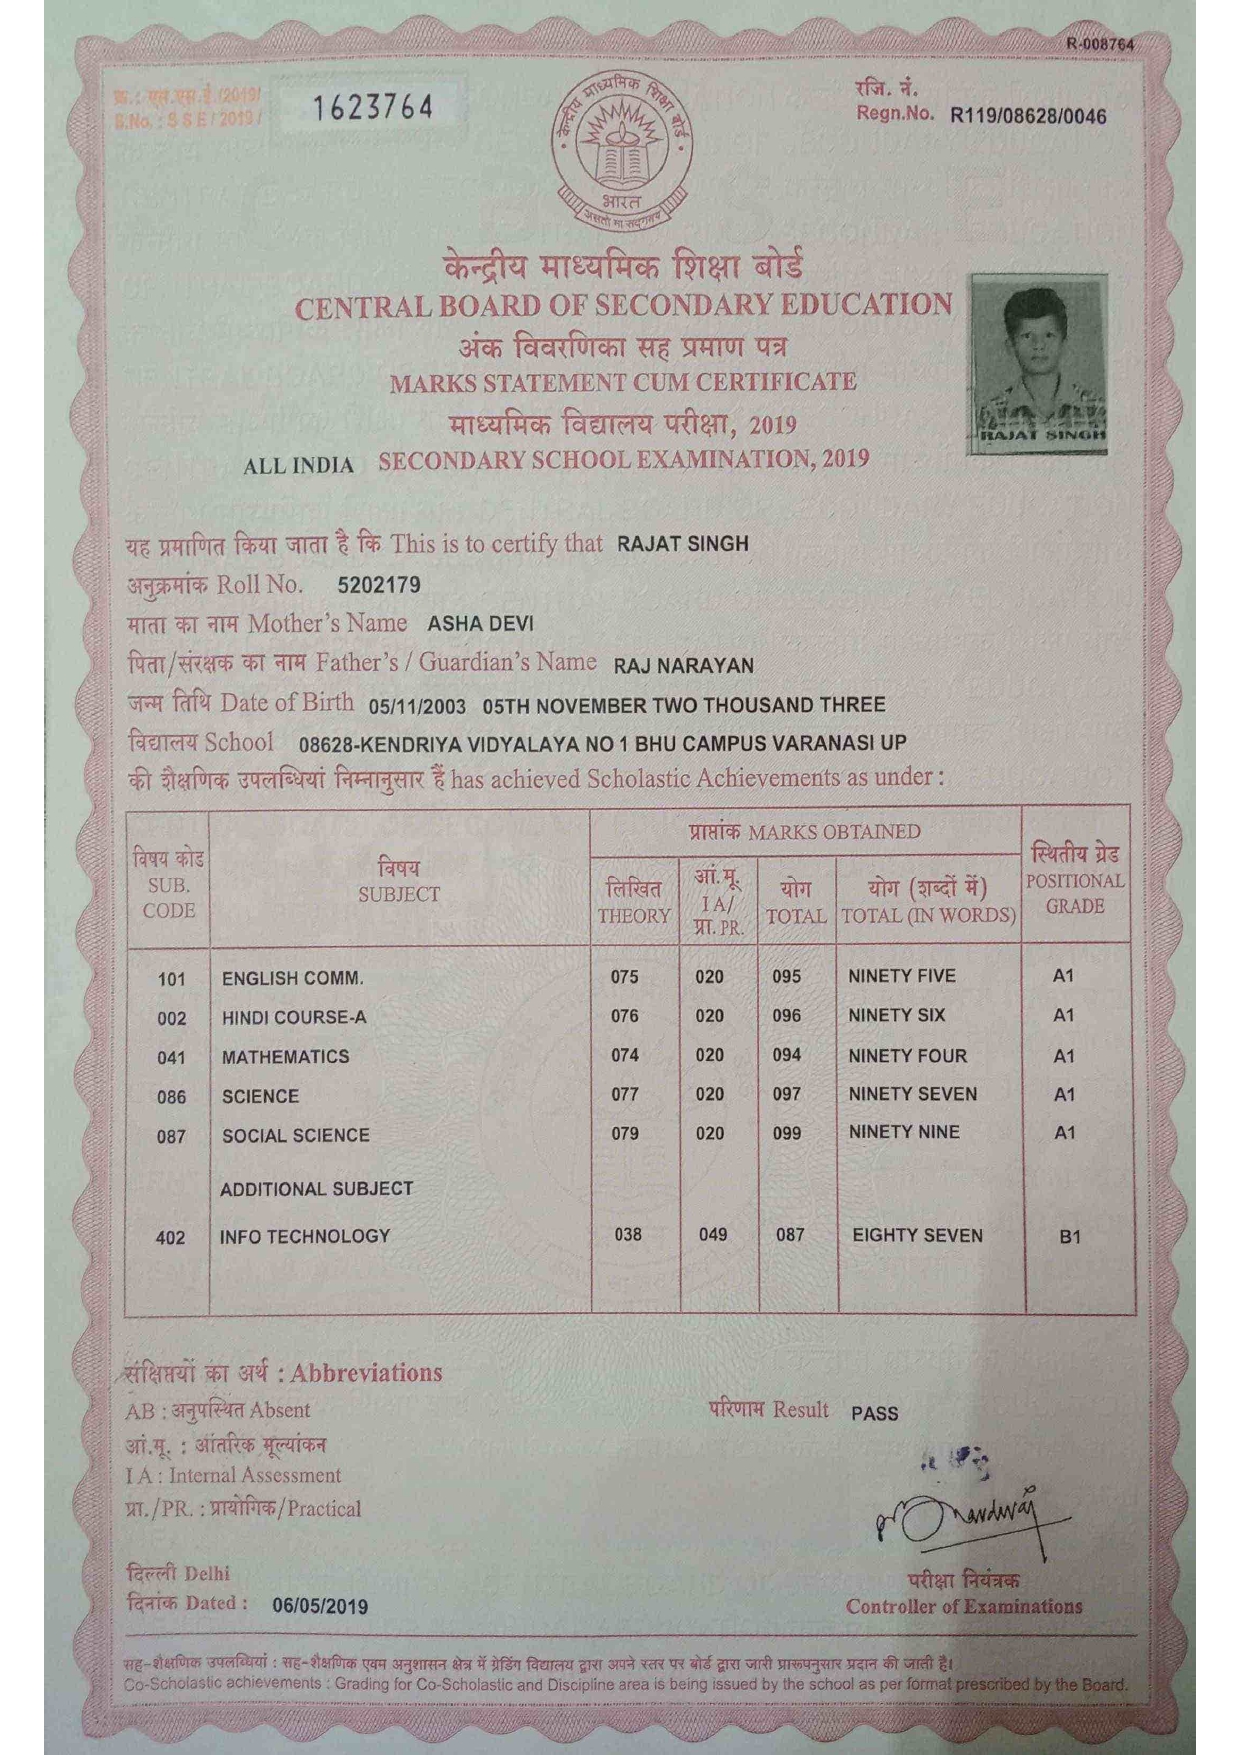 R-008764
क्र.: एस.एस.ई./2019/
S.No. : S S E / 2019 /
1623764
रजि. नं.
Regn.No. R119/08628/0046
केन्द्रीय माध्यमिक शिक्षा बोर्ड
भारत
असतो मा सद्गमय
केन्द्रीय माध्यमिक शिक्षा बोर्ड
CENTRAL BOARD OF SECONDARY EDUCATION
अंक विवरणिका सह प्रमाण पत्र
MARKS STATEMENT CUM CERTIFICATE
माध्यमिक विद्यालय परीक्षा, 2019
ALL INDIA SECONDARY SCHOOL EXAMINATION, 2019
RAJAT SINGH
यह प्रमाणित किया जाता है कि This is to certify that RAJAT SINGH
अनुक्रमांक Roll No. 5202179
माता का नाम Mother's Name ASHA DEVI
पिता/संरक्षक का नाम Father's / Guardian's Name RAJ NARAYAN
जन्म तिथि Date of Birth 05/11/2003 05TH NOVEMBER TWO THOUSAND THREE
विद्यालय School 08628-KENDRIYA VIDYALAYA NO 1 BHU CAMPUS VARANASI UP
की शैक्षणिक उपलब्धियां निम्नानुसार हैं has achieved Scholastic Achievements as under :
विषय कोड SUB. CODE
विषय SUBJECT
प्राप्तांक MARKS OBTAINED
लिखित THEORY
आं.मू. I A/ प्रा. PR.
योग TOTAL
योग (शब्दों में) TOTAL (IN WORDS)
स्थितीय ग्रेड POSITIONAL GRADE
101 ENGLISH COMM. 075 020 095 NINETY FIVE A1
002 HINDI COURSE-A 076 020 096 NINETY SIX A1
041 MATHEMATICS 074 020 094 NINETY FOUR A1
086 SCIENCE 077 020 097 NINETY SEVEN A1
087 SOCIAL SCIENCE 079 020 099 NINETY NINE A1
ADDITIONAL SUBJECT
402 INFO TECHNOLOGY 038 049 087 EIGHTY SEVEN B1
संक्षिप्तियों का अर्थ : Abbreviations
AB : अनुपस्थित Absent
परिणाम Result PASS
आं.मू. : आंतरिक मूल्यांकन
I A : Internal Assessment
प्रा./PR. : प्रायोगिक/Practical
दिल्ली Delhi
दिनांक Dated : 06/05/2019
परीक्षा नियंत्रक
Controller of Examinations
सह-शैक्षणिक उपलब्धियां : सह-शैक्षणिक एवम अनुशासन क्षेत्र में ग्रेडिंग विद्यालय द्वारा अपने स्तर पर बोर्ड द्वारा जारी प्रारूपनुसार प्रदान की जाती है।
Co-Scholastic achievements : Grading for Co-Scholastic and Discipline area is being issued by the school as per format prescribed by the Board.